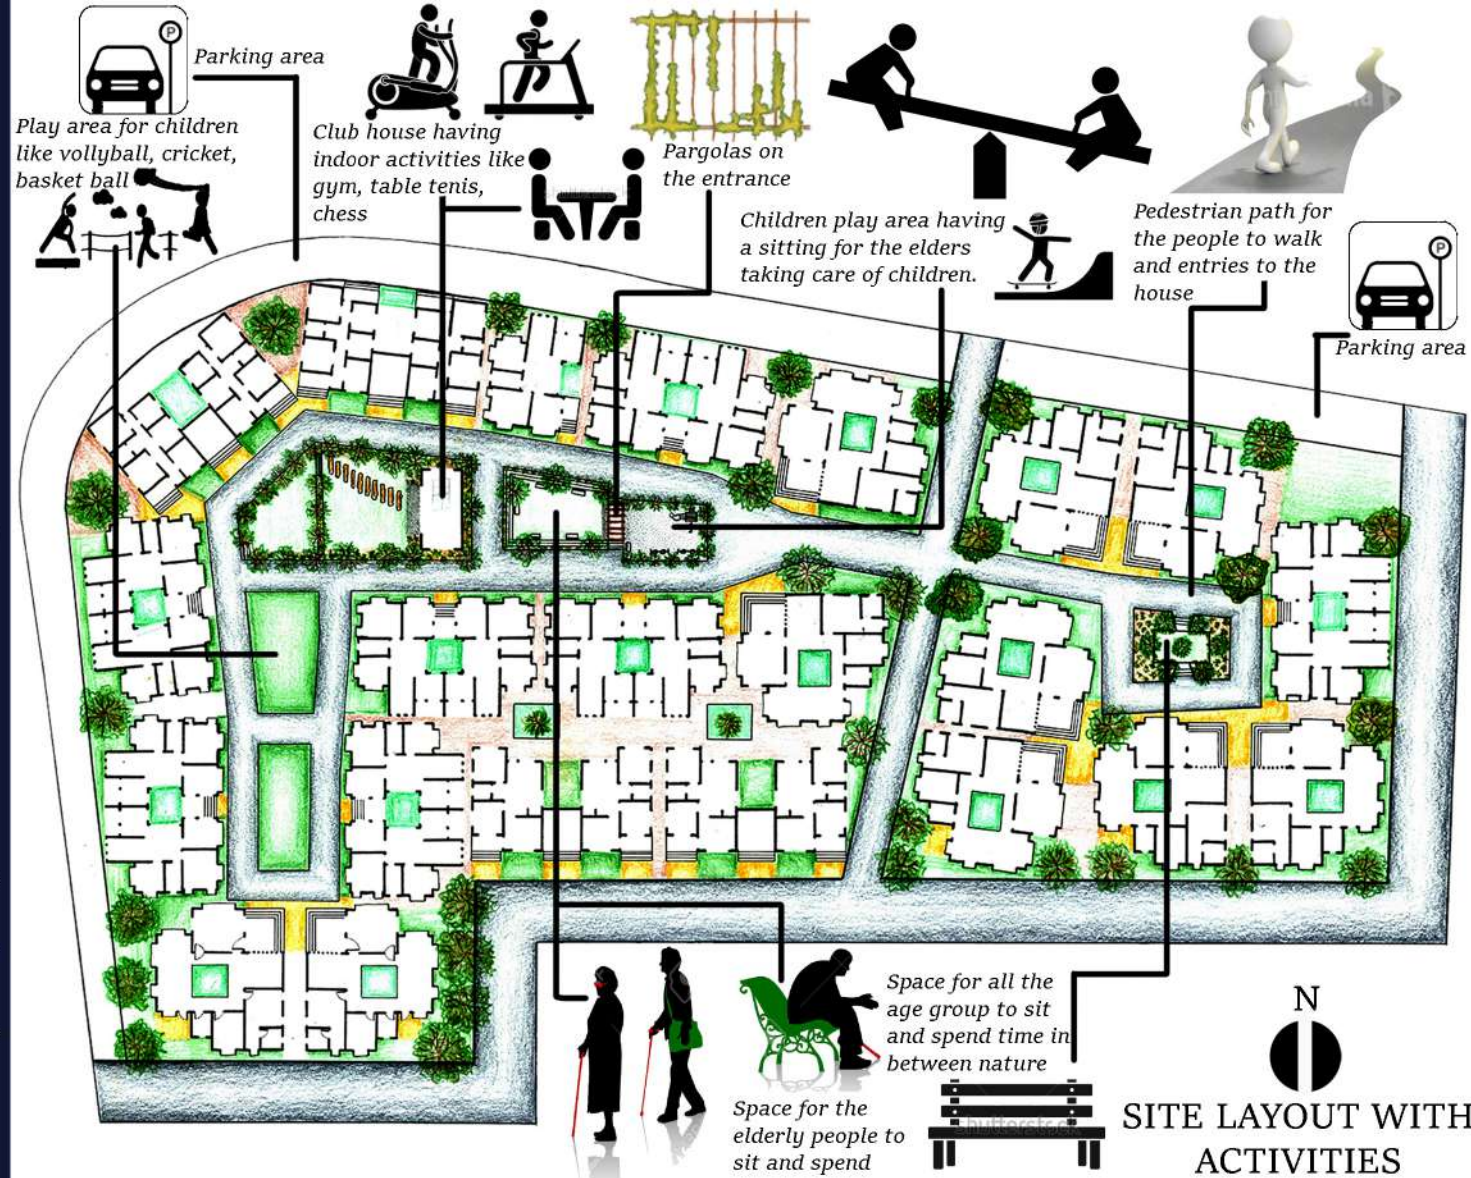 P
Parking area
Play area for children
like vollyball, cricket,
basket ball
Club house having
indoor activities like
gym, table tenis,
chess
Pargolas on
the entrance
Children play area having
a sitting for the elders
taking care of children.
Pedestrian path for
the people to walk
and entries to the
house
P
Parking area
Space for all the
age group to sit
and spend time in
between nature
Space for the
elderly people to
sit and spend
shutterstock
N
SITE LAYOUT WITH
ACTIVITIES